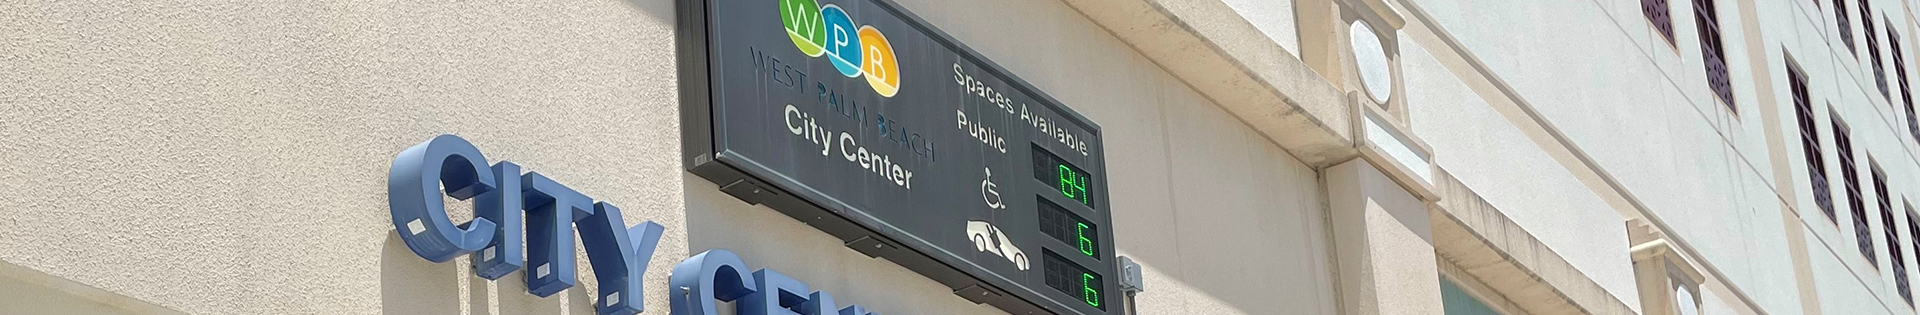 WPB
WEST PALM BEACH
City Center
Spaces Available
Public 84
6
6
CITY